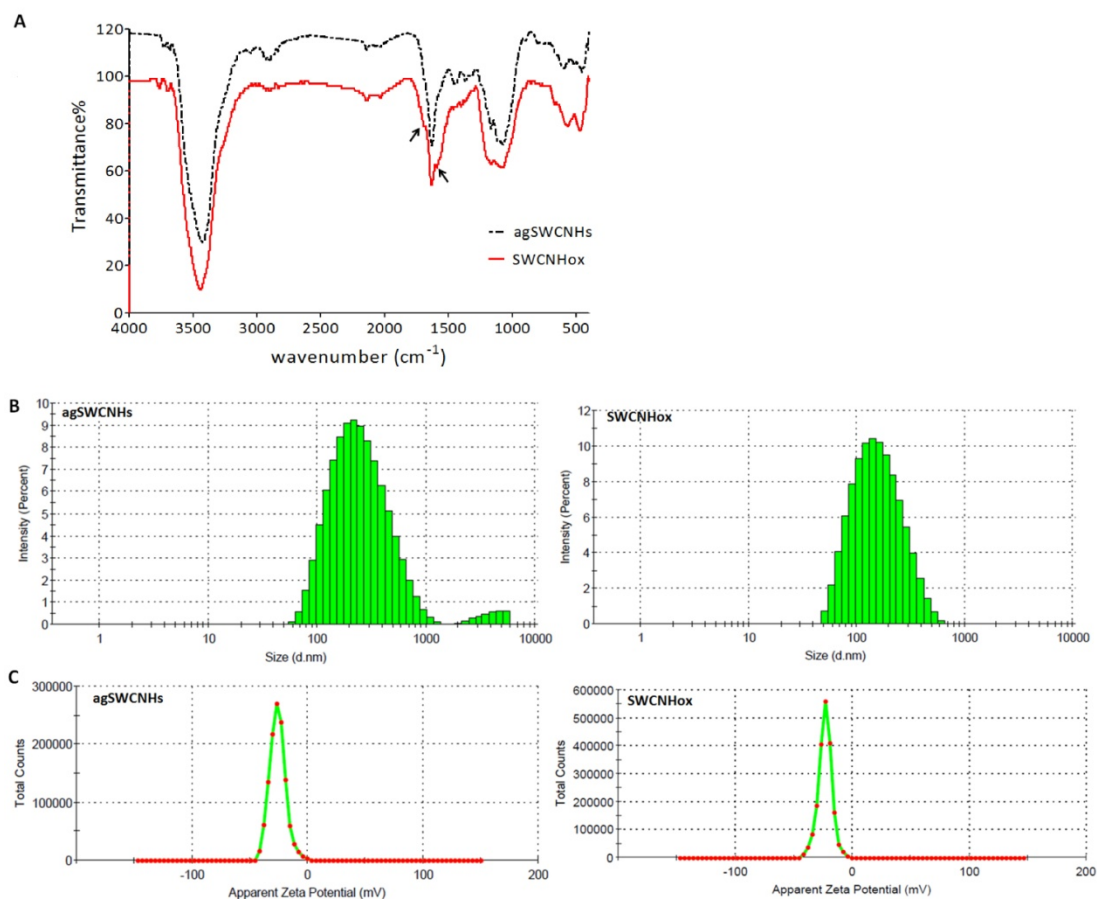 A
120
100
80
60
40
20
0
Transmittance%
4000 3500 3000 2500 2000 1500 1000 500
wavenumber (cm⁻¹)
agSWCNHs
SWCNHox
B
agSWCNHs
10
9
8
7
6
5
4
3
2
1
0
Intensity (Percent)
1 10 100 1000 10000
Size (d.nm)
SWCNHox
12
10
8
6
4
2
0
Intensity (Percent)
1 10 100 1000 10000
Size (d.nm)
C
agSWCNHs
300000
200000
100000
0
Total Counts
-100 0 100 200
Apparent Zeta Potential (mV)
SWCNHox
600000
500000
400000
300000
200000
100000
0
Total Counts
-100 0 100 200
Apparent Zeta Potential (mV)